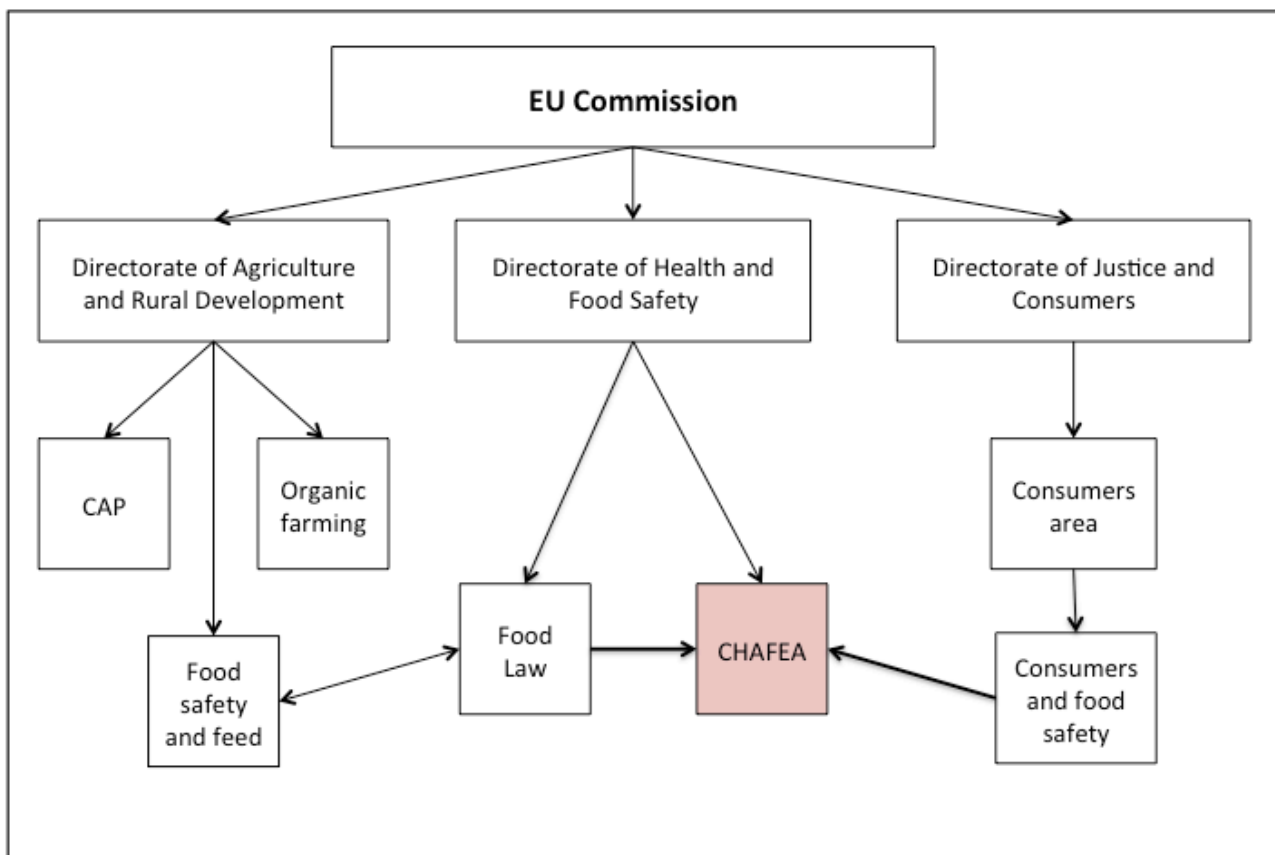 EU Commission
Directorate of Agriculture
and Rural Development
Directorate of Health and
Food Safety
Directorate of Justice and
Consumers
CAP
Organic
farming
Consumers
area
Food
safety
and feed
Food
Law
CHAFEA
Consumers
and food
safety